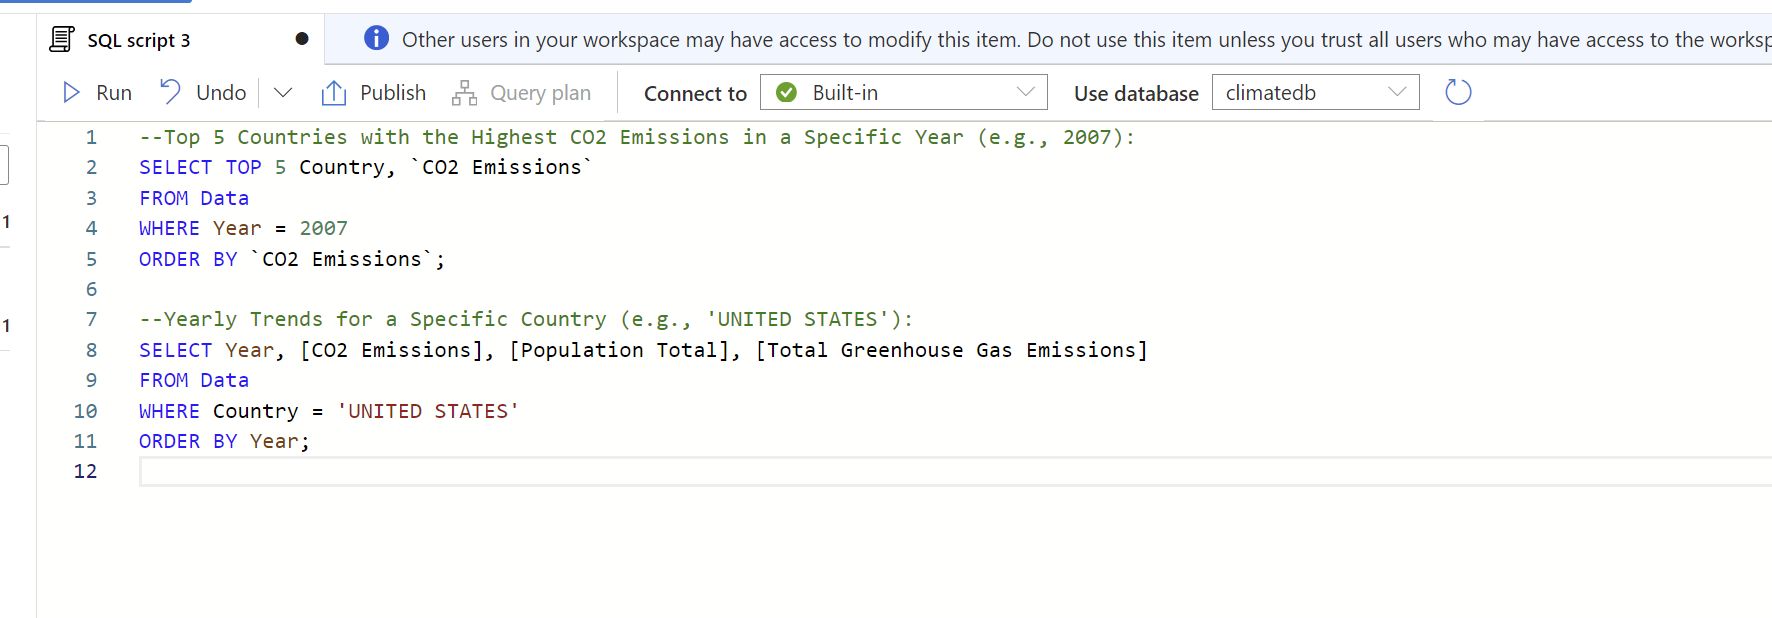 SQL script 3
Other users in your workspace may have access to modify this item. Do not use this item unless you trust all users who may have access to the worksp
Run Undo Publish Query plan Connect to Built-in Use database climatedb
1 --Top 5 Countries with the Highest CO2 Emissions in a Specific Year (e.g., 2007):
2 SELECT TOP 5 Country, `CO2 Emissions`
3 FROM Data
4 WHERE Year = 2007
5 ORDER BY `CO2 Emissions`;
6
7 --Yearly Trends for a Specific Country (e.g., 'UNITED STATES'):
8 SELECT Year, [CO2 Emissions], [Population Total], [Total Greenhouse Gas Emissions]
9 FROM Data
10 WHERE Country = 'UNITED STATES'
11 ORDER BY Year;
12
1
1